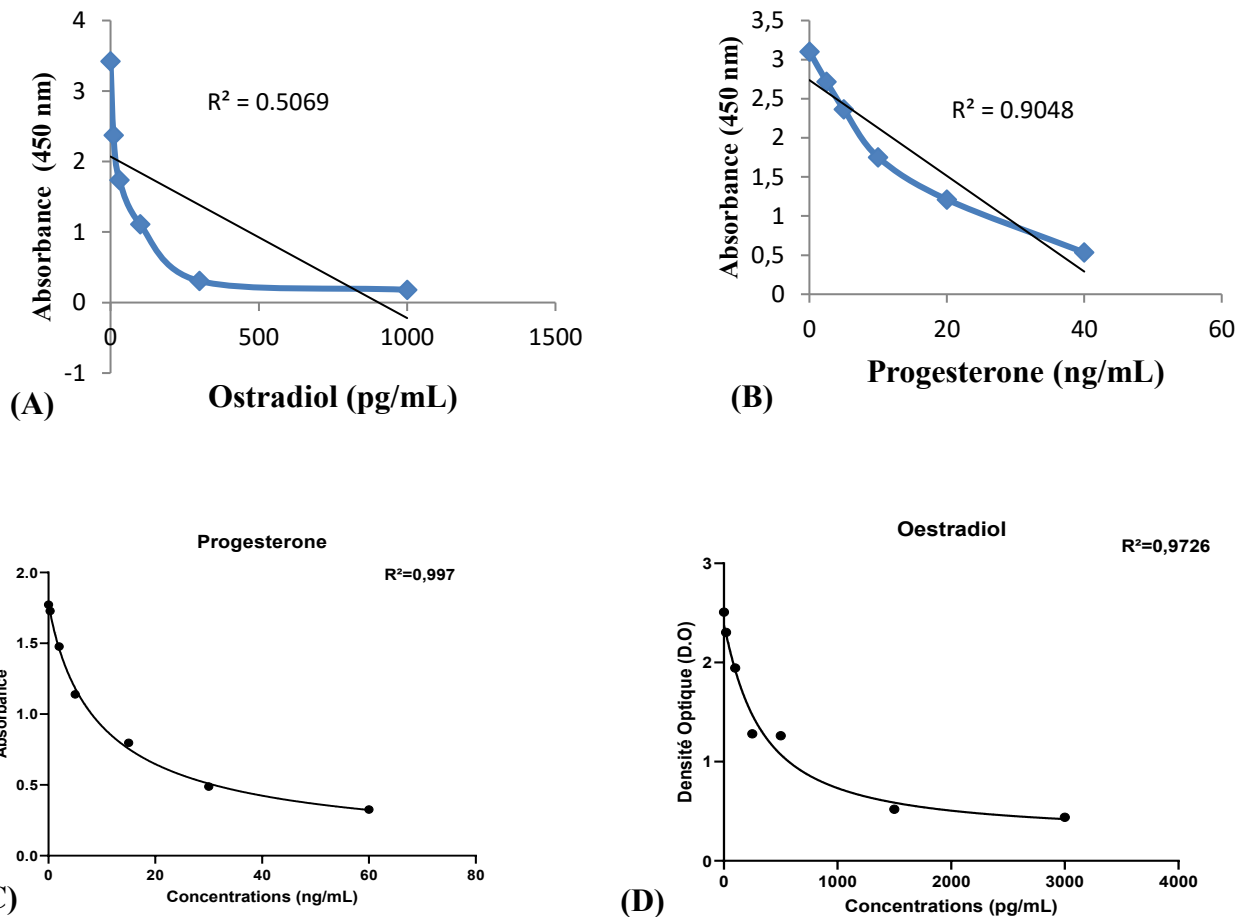 4
3
2
1
0
-1
0
500
1000
1500
R² = 0.5069
Absorbance (450 nm)
Ostradiol (pg/mL)
(A)
3,5
3
2,5
2
1,5
1
0,5
0
0
20
40
60
R² = 0.9048
Absorbance (450 nm)
Progesterone (ng/mL)
(B)
Progesterone
R²=0,997
2.0
1.5
1.0
0.5
0.0
0
20
40
60
80
Absorbance
Concentrations (ng/mL)
C)
Oestradiol
R²=0,9726
3
2
1
0
0
1000
2000
3000
4000
Densité Optique (D.O)
Concentrations (pg/mL)
(D)